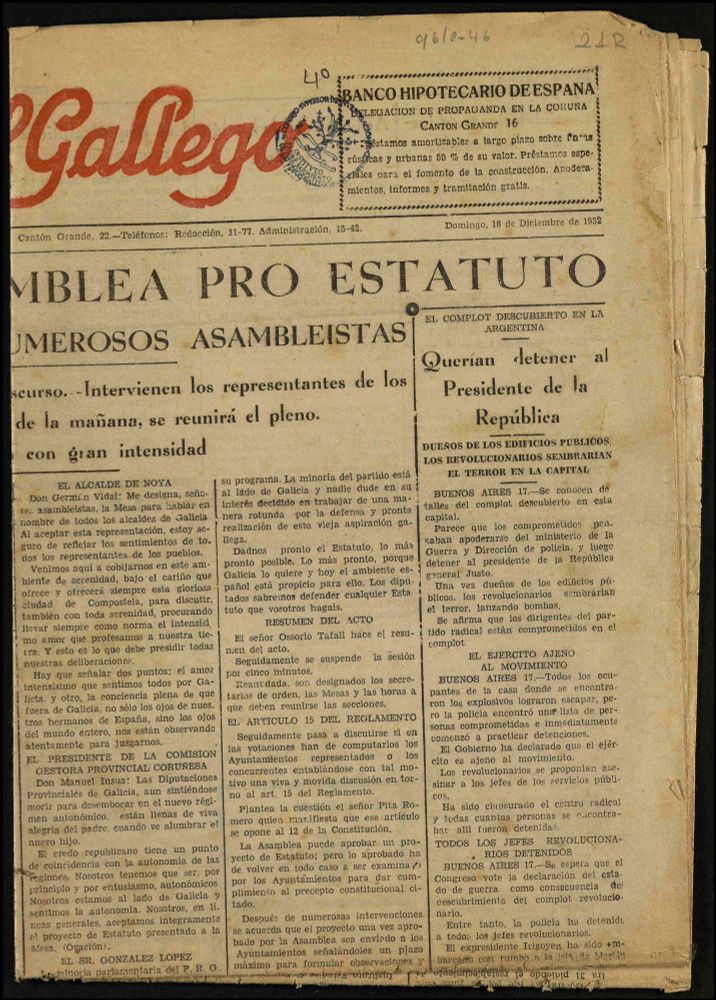 96/e-46
21R
4º
Gallego
BANCO HIPOTECARIO DE ESPAÑA
DELEGACION DE PROPAGANDA EN LA CORUÑA
CANTON GRANDE 16
Préstamos amortizables a largo plazo sobre fincas
rústicas y urbanas 50 % de su valor. Préstamos espe-
ciales para el fomento de la construcción. Apodera-
mientos, informes y tramitación gratis.
Cantón Grande, 22.—Teléfonos: Redacción, 11-77. Administración, 15-42.
Domingo, 18 de Diciembre de 1932
MBLEA PRO ESTATUTO
UMEROSOS ASAMBLEISTAS
scurso.--Intervienen los representantes de los
de la mañana, se reunirá el pleno.
con gran intensidad
EL ALCALDE DE NOYA
Don Germán Vidal: Me designa, seño-
res asambleistas, la Mesa para hablar en
nombre de todos los alcaldes de Galicia
Al aceptar esta representación, estoy se-
guro de reflejar los sentimientos de to-
dos los representantes de los pueblos.
Venimos aquí a cobijarnos en este am-
biente de serenidad, bajo el cariño que
ofrece y ofrecerá siempre esta gloriosa
ciudad de Compostela, para discutir,
también con toda serenidad, procurando
llevar siempre como norma el intensísi
mo amor que profesamos a nuestra tie-
rra. Y esto es lo que debe presidir todas
nuestras deliberaciones.
Hay que señalar dos puntos: el amor
intensísimo que sentimos todos por Ga-
licia, y otro, la conciencia plena de que
fuera de Galicia, no sólo los ojos de nues-
tros hermanos de España, sino los ojos
del mundo entero, nos están observando
atentamente para juzgarnos.
EL PRESIDENTE DE LA COMISION
GESTORA PROVINCIAL CORUÑESA
Don Manuel Insua: Las Diputaciones
Provinciales de Galicia, aun sintiéndose
morir para desembocar en el nuevo régi-
men autonómico, están llenas de viva
alegría del padre, cuando ve alumbrar el
nuevo hijo.
El credo republicano tiene un punto
de coincidencia con la autonomía de las
regiones. Nosotros tenemos que ser, por
principio y por entusiasmo, autonómicos
Nosotros estamos al lado de Galicia y
sentimos la autonomía. Nosotros, en lí-
neas generales, aceptamos íntegramente
el proyecto de Estatuto presentado a la
Mesa. (Ovación).
EL SR. GONZALEZ LOPEZ
La minoría parlamentaria del P. R. G.
su programa. La minoría del partido está
al lado de Galicia y nadie dude en su
interés decidido en trabajar de una ma-
nera rotunda por la defensa y pronta
realización de esta vieja aspiración ga-
llega.
Dadnos pronto el Estatuto, lo más
pronto posible. Lo más pronto, porque
Galicia lo quiere y hoy el ambiente es-
pañol está propicio para ello. Los dipu-
tados sabremos defender cualquier Esta
tuto que vosotros hagais.
RESUMEN DEL ACTO
El señor Ossorio Tafall hace el resu-
men del acto.
Seguidamente se suspende la sesión
por cinco minutos.
Reanudada, son designados los secre-
tarios de orden, las Mesas y las horas a
que deben reunirse las secciones.
EL ARTICULO 15 DEL REGLAMENTO
Seguidamente pasa a discutirse si en
las votaciones han de computarlos los
Ayuntamientos representados o los
concurrentes entablándose con tal mo-
tivo una viva y movida discusión en tor-
no al art. 15 del Reglamento.
Plantea la cuestión el señor Pita Ro-
mero quien manifiesta que ese artículo
se opone al 12 de la Constitución.
La Asamblea puede aprobar un pro-
yecto de Estatuto; pero lo aprobado ha
de volver en todo caso a ser examinado
por los Ayuntamientos para dar cum-
plimiento al precepto constitucional ci-
tado.
Después de numerosas intervenciones
se acuerda que el proyecto una vez apro-
bado por la Asamblea sea enviado a los
Ayuntamientos señalándoles un plazo
máximo para formular observaciones y
EL COMPLOT DESCUBIERTO EN LA
ARGENTINA
Querían detener al
Presidente de la
República
DUEÑOS DE LOS EDIFICIOS PUBLICOS,
LOS REVOLUCIONARIOS SEMBRARIAN
EL TERROR EN LA CAPITAL
BUENOS AIRES 17.—Se conocen de
talles del complot descubierto en esta
capital.
Parece que los comprometidos pen-
saban apoderarse del ministerio de la
Guerra y Dirección de policía, y luego
detener al presidente de la República
general Justo.
Una vez dueños de los edificios pú-
blicos, los revolucionarios sembrarían
el terror, lanzando bombas.
Se afirma que los dirigentes del par-
tido radical están comprometidos en el
complot.
EL EJERCITO AJENO
AL MOVIMIENTO
BUENOS AIRES 17.—Todos los ocu-
pantes de la casa donde se encontra-
ron los explosivos lograron escapar, pe-
ro la policía encontró una lista de per-
sonas comprometidas e inmediatamente
comenzó a practicar detenciones.
El Gobierno ha declarado que el ejér-
cito es ajeno al movimiento.
Los revolucionarios se proponían ase-
sinar a los jefes de los servicios públi-
cos.
Ha sido clausurado el centro radical
y todas cuantas personas se encontra-
ban allí fueron detenidas.
TODOS LOS JEFES REVOLUCIONA-
RIOS DETENIDOS
BUENOS AIRES 17.—Se espera que el
Congreso vote la declaración del esta-
do de guerra como consecuencia del
descubrimiento del complot revolucio-
nario.
Entre tanto, la policía ha detenido
a todos los jefes revolucionarios.
El expresidente Irigoyen ha sido em-
barcado con rumbo a la isla de Martín